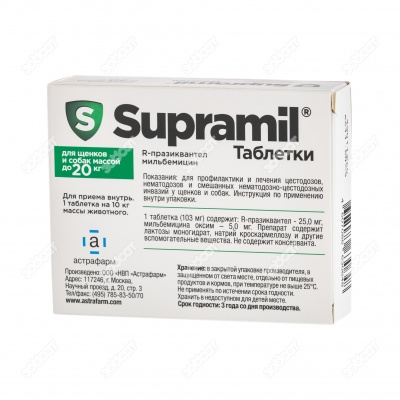 S Supramil®
Таблетки
для щенков
и собак массой
до 20 кг
R-празиквантел
мильбемицин
Для приема внутрь.
1 таблетка на 10 кг
массы животного.
Показания: для профилактики и лечения цестодозов,
нематодозов и смешанных нематодозно-цестодозных
инвазий у щенков и собак. Инструкция по применению
внутри упаковки.
1 таблетка (103 мг) содержит: R-празиквантел - 25,0 мг,
мильбемицина оксим – 5,0 мг. Препарат содержит
лактозы моногидрат, натрий кроскармеллозу и другие
вспомогательные вещества. Не содержит консерванта.
а
астрафарм
Произведено: ООО «НВП «Астрафарм»
Адрес: 117246, г. Москва,
Научный проезд, д. 20, стр. 3
Тел/факс: (495) 785-83-50/70
www.astrafarm.com
Хранение: в закрытой упаковке производителя, в
защищенном от света месте, отдельно от пищевых
продуктов и кормов, при температуре не выше 25°С.
Не применять по истечении срока годности.
Хранить в недоступном для детей месте.
Срок годности: 3 года со дня производства.